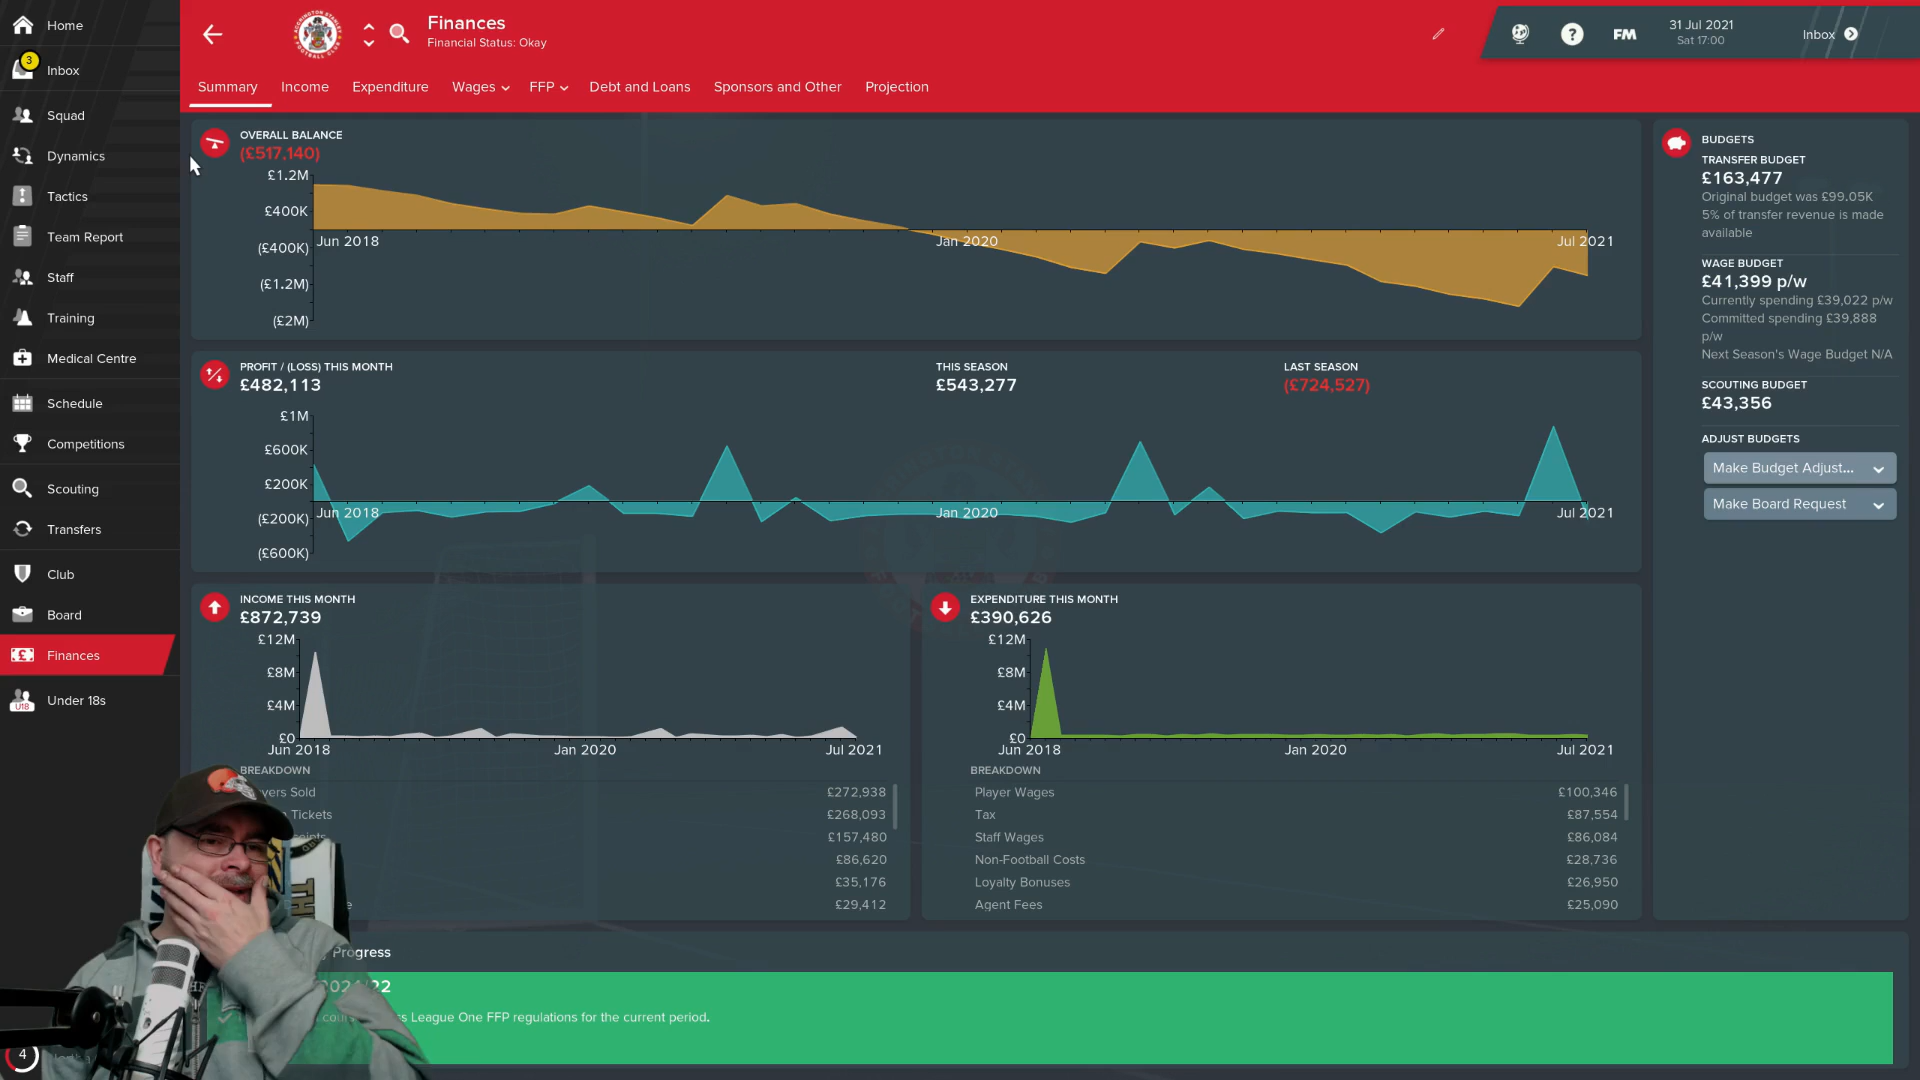 Home
3
Inbox
Squad
Dynamics
Tactics
Team Report
Staff
Training
Medical Centre
Schedule
Competitions
Scouting
Transfers
Club
Board
Finances
U18
Under 18s
4
Finances
Financial Status: Okay
?
FM
31 Jul 2021
Sat 17:00
Inbox
Summary
Income
Expenditure
Wages
FFP
Debt and Loans
Sponsors and Other
Projection
OVERALL BALANCE
(£517,140)
£1.2M
£400K
(£400K)
(£1.2M)
(£2M)
Jun 2018
Jan 2020
Jul 2021
PROFIT / (LOSS) THIS MONTH
£482,113
THIS SEASON
£543,277
LAST SEASON
(£724,527)
£1M
£600K
£200K
(£200K)
(£600K)
Jun 2018
Jan 2020
Jul 2021
INCOME THIS MONTH
£872,739
£12M
£8M
£4M
£0
Jun 2018
Jan 2020
Jul 2021
BREAKDOWN
Sold £272,938
Tickets £268,093
£157,480
£86,620
£35,176
£29,412
EXPENDITURE THIS MONTH
£390,626
£12M
£8M
£4M
£0
Jun 2018
Jan 2020
Jul 2021
BREAKDOWN
Player Wages £100,346
Tax £87,554
Staff Wages £86,084
Non-Football Costs £28,736
Loyalty Bonuses £26,950
Agent Fees £25,090
Progress
League One FFP regulations for the current period.
BUDGETS
TRANSFER BUDGET
£163,477
Original budget was £99.05K
5% of transfer revenue is made
available
WAGE BUDGET
£41,399 p/w
Currently spending £39,022 p/w
Committed spending £39,888
p/w
Next Season's Wage Budget N/A
SCOUTING BUDGET
£43,356
ADJUST BUDGETS
Make Budget Adjust...
Make Board Request